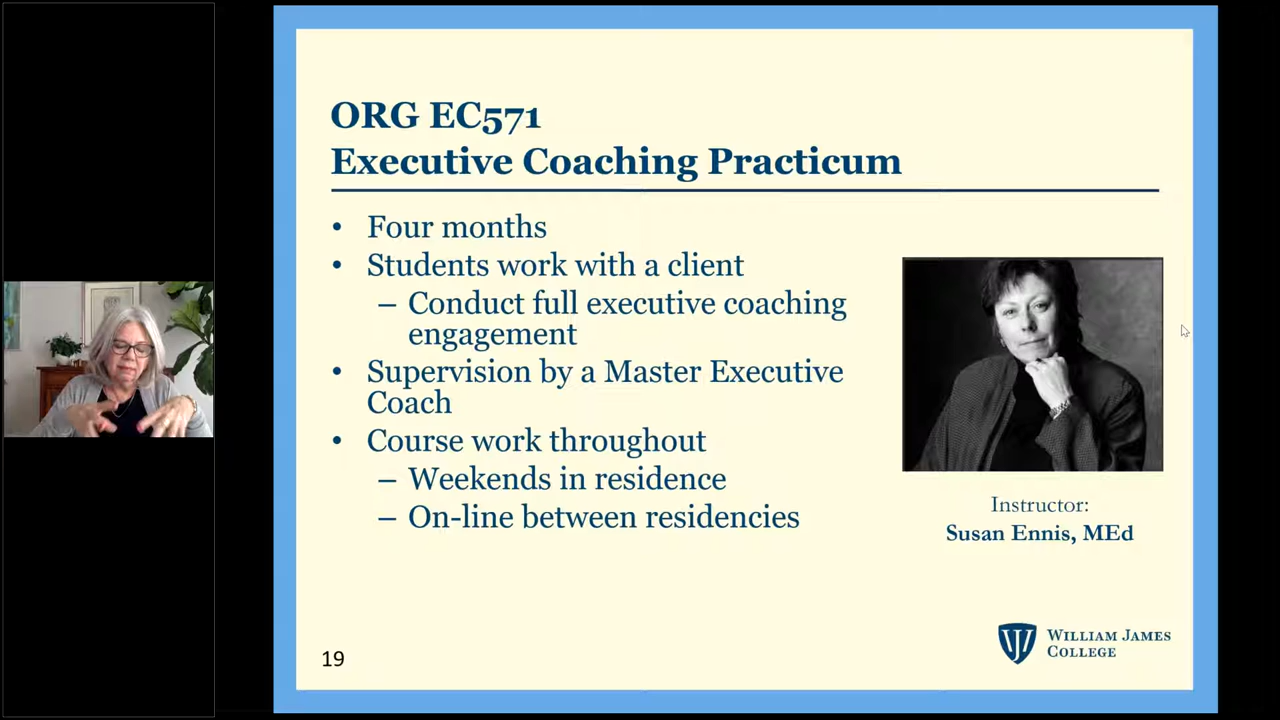 ORG EC571
Executive Coaching Practicum
• Four months
• Students work with a client
– Conduct full executive coaching
engagement
• Supervision by a Master Executive
Coach
• Course work throughout
– Weekends in residence
– On-line between residencies
Instructor:
Susan Ennis, MEd
19
WILLIAM JAMES
COLLEGE